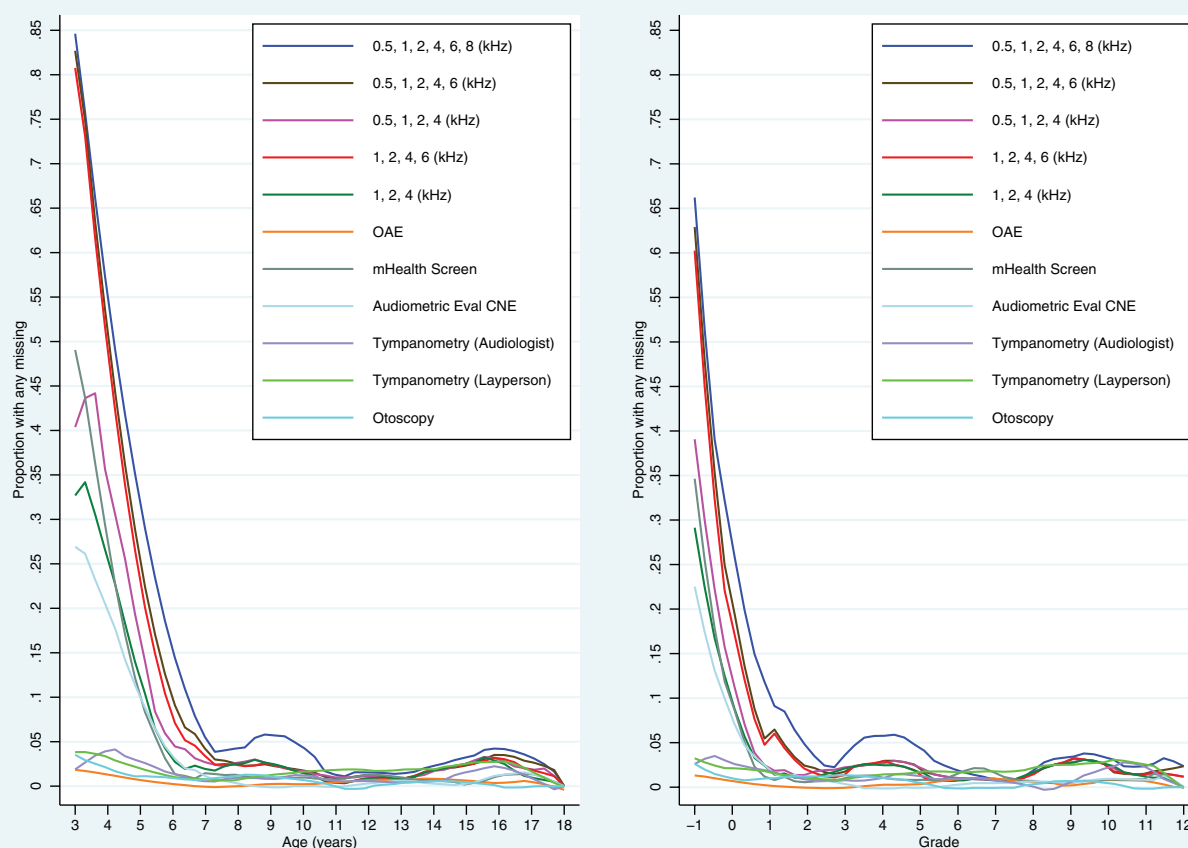 Proportion with any missing
.85
.8
.75
.7
.65
.6
.55
.5
.45
.4
.35
.3
.25
.2
.15
.1
.05
0
0.5, 1, 2, 4, 6, 8 (kHz)
0.5, 1, 2, 4, 6 (kHz)
0.5, 1, 2, 4 (kHz)
1, 2, 4, 6 (kHz)
1, 2, 4 (kHz)
OAE
mHealth Screen
Audiometric Eval CNE
Tympanometry (Audiologist)
Tympanometry (Layperson)
Otoscopy
3 4 5 6 7 8 9 10 11 12 13 14 15 16 17 18
Age (years)
Proportion with any missing
.85
.8
.75
.7
.65
.6
.55
.5
.45
.4
.35
.3
.25
.2
.15
.1
.05
0
0.5, 1, 2, 4, 6, 8 (kHz)
0.5, 1, 2, 4, 6 (kHz)
0.5, 1, 2, 4 (kHz)
1, 2, 4, 6 (kHz)
1, 2, 4 (kHz)
OAE
mHealth Screen
Audiometric Eval CNE
Tympanometry (Audiologist)
Tympanometry (Layperson)
Otoscopy
−1 0 1 2 3 4 5 6 7 8 9 10 11 12
Grade